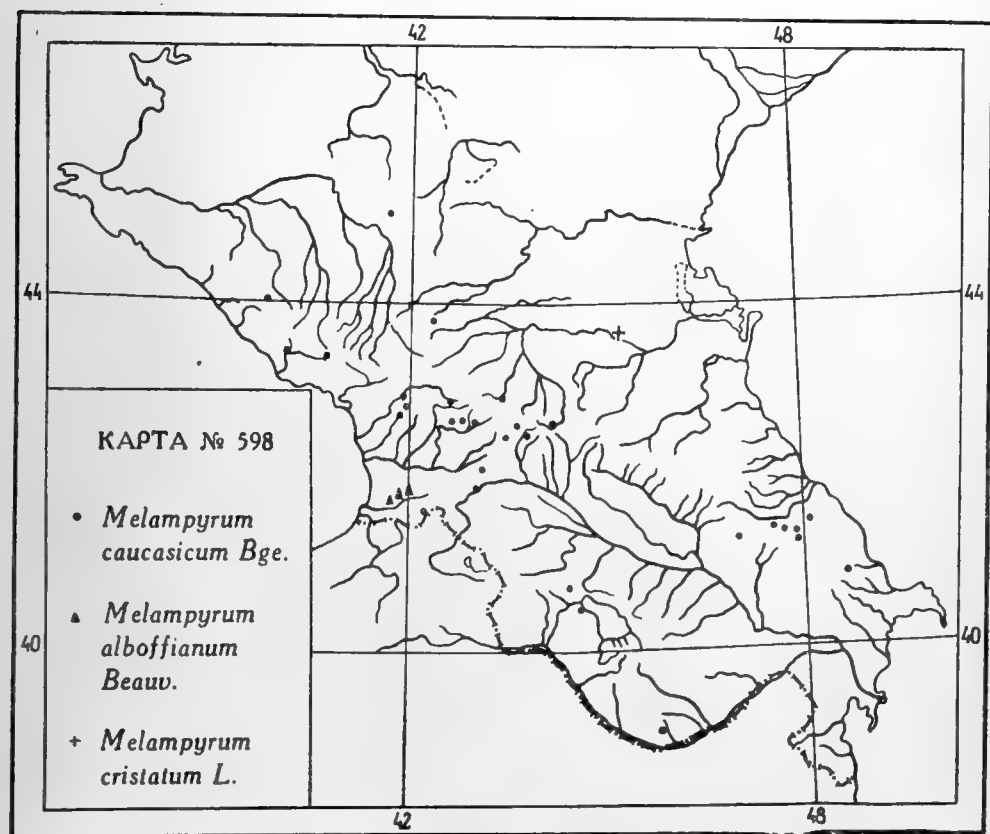 42 48
44 44
КАРТА № 598
• Melampyrum
caucasicum Bge.
▲ Melampyrum
alboffianum
Beauv.
+ Melampyrum
cristatum L.
40 40
42 48